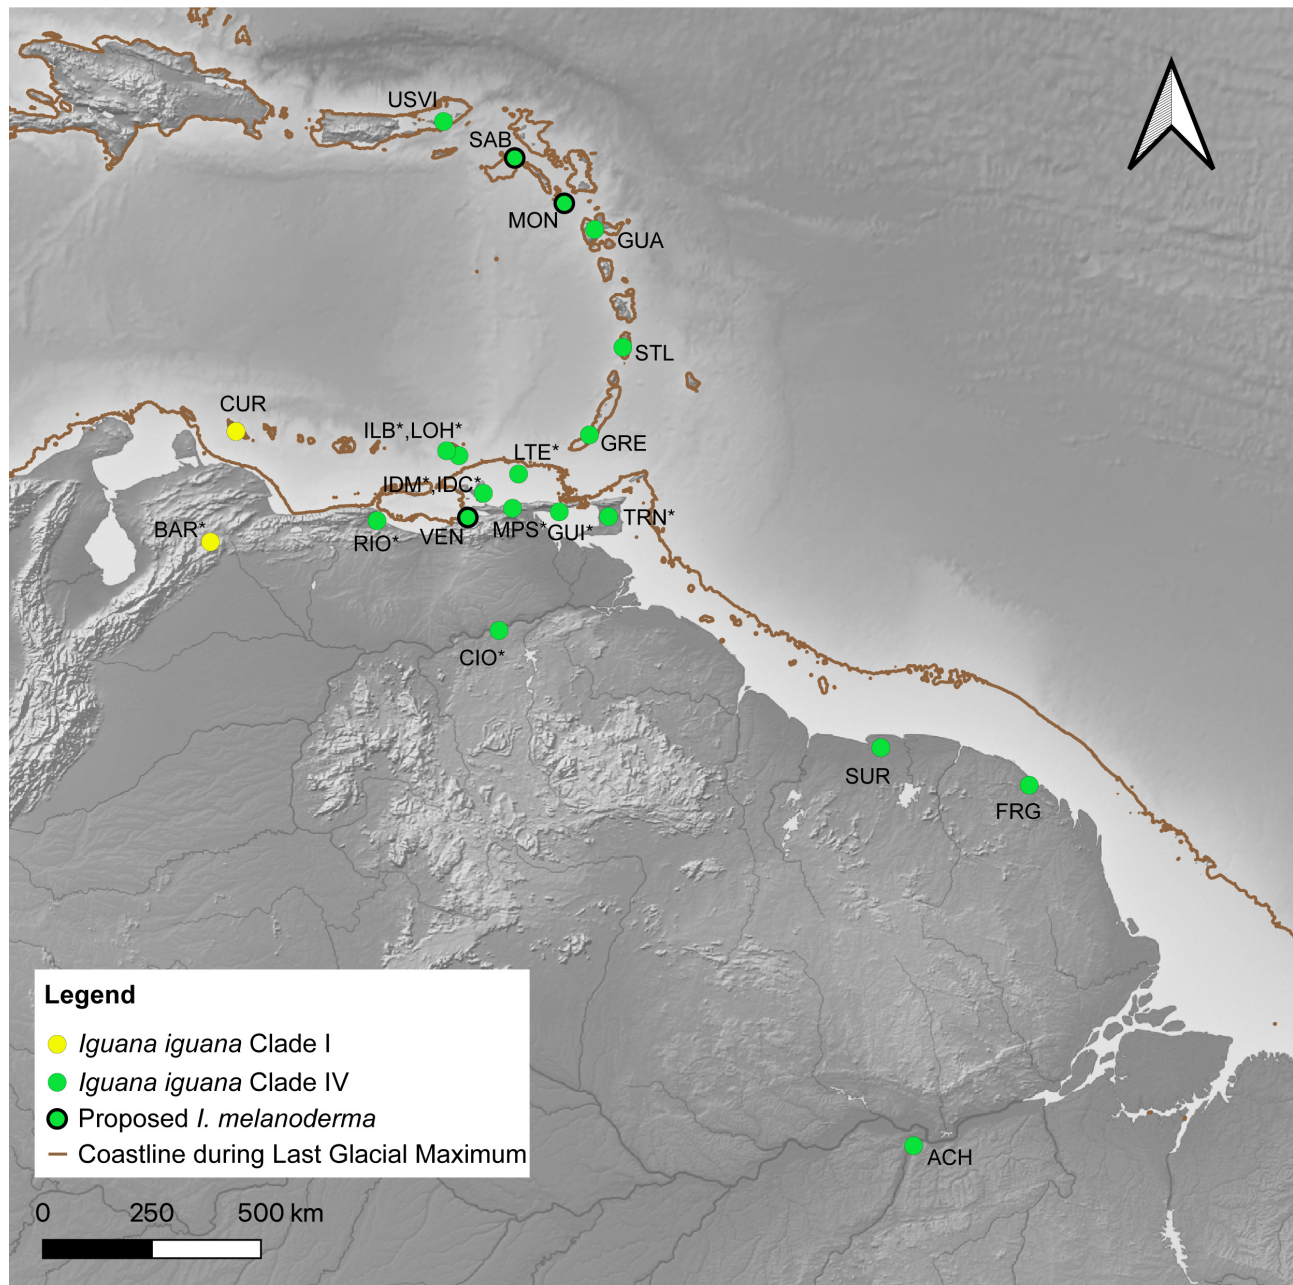 USVI
SAB
MON
GUA
STL
CUR
ILB*,LOH*
GRE
LTE*
IDM*,IDC*
BAR*
RIO*
VEN
MPS*
GUI*
TRN*
CIO*
SUR
FRG
ACH
Legend
Iguana iguana Clade I
Iguana iguana Clade IV
Proposed I. melanoderma
Coastline during Last Glacial Maximum
0 250 500 km